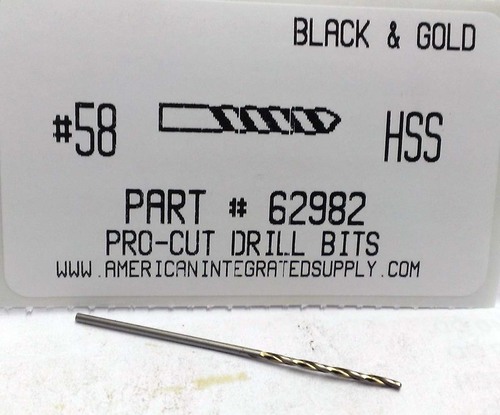 BLACK & GOLD
#58 HSS
PART # 62982
PRO-CUT DRILL BITS
WWW.AMERICANINTEGRATEDSUPPLY.COM